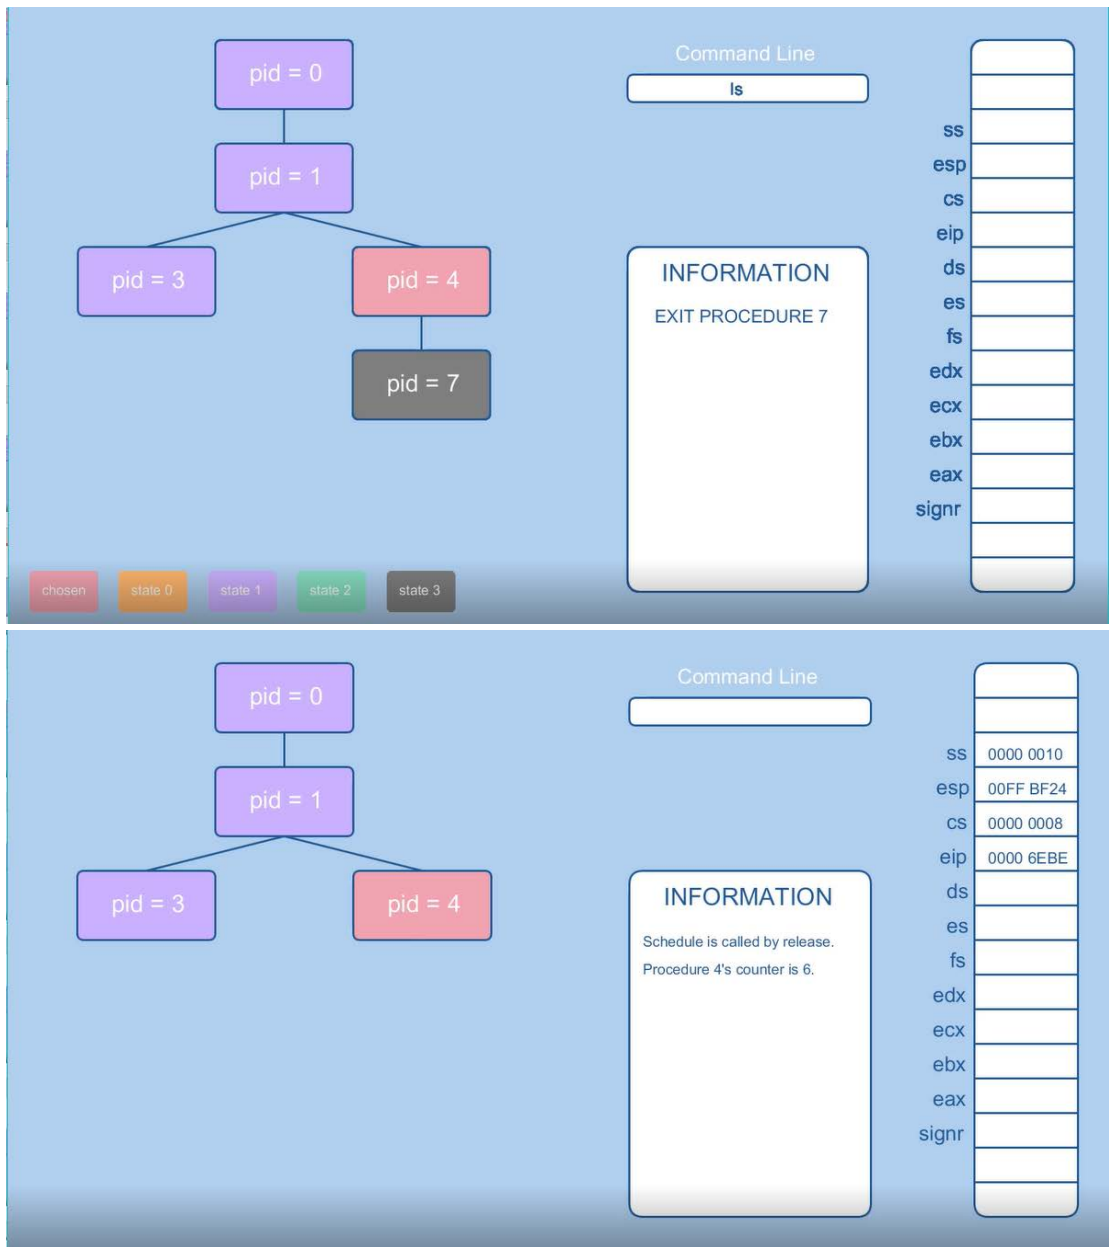 pid = 0
pid = 1
pid = 3
pid = 4
pid = 7
chosen
state 0
state 1
state 2
state 3
Command Line
ls
INFORMATION
EXIT PROCEDURE 7
ss
esp
cs
eip
ds
es
fs
edx
ecx
ebx
eax
signr
pid = 0
pid = 1
pid = 3
pid = 4
Command Line
INFORMATION
Schedule is called by release.
Procedure 4's counter is 6.
ss 0000 0010
esp 00FF BF24
cs 0000 0008
eip 0000 6EBE
ds
es
fs
edx
ecx
ebx
eax
signr